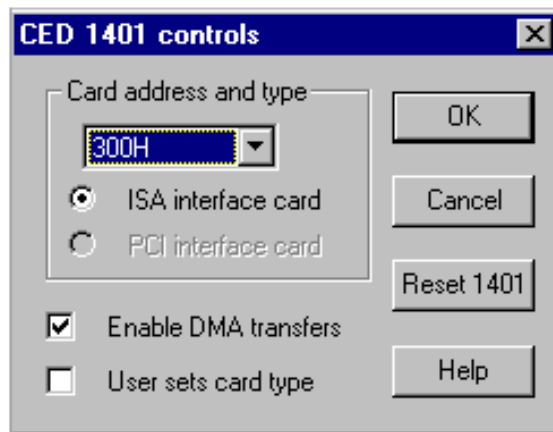 CED 1401 controls
Card address and type
300H
ISA interface card
PCI interface card
Enable DMA transfers
User sets card type
OK
Cancel
Reset 1401
Help